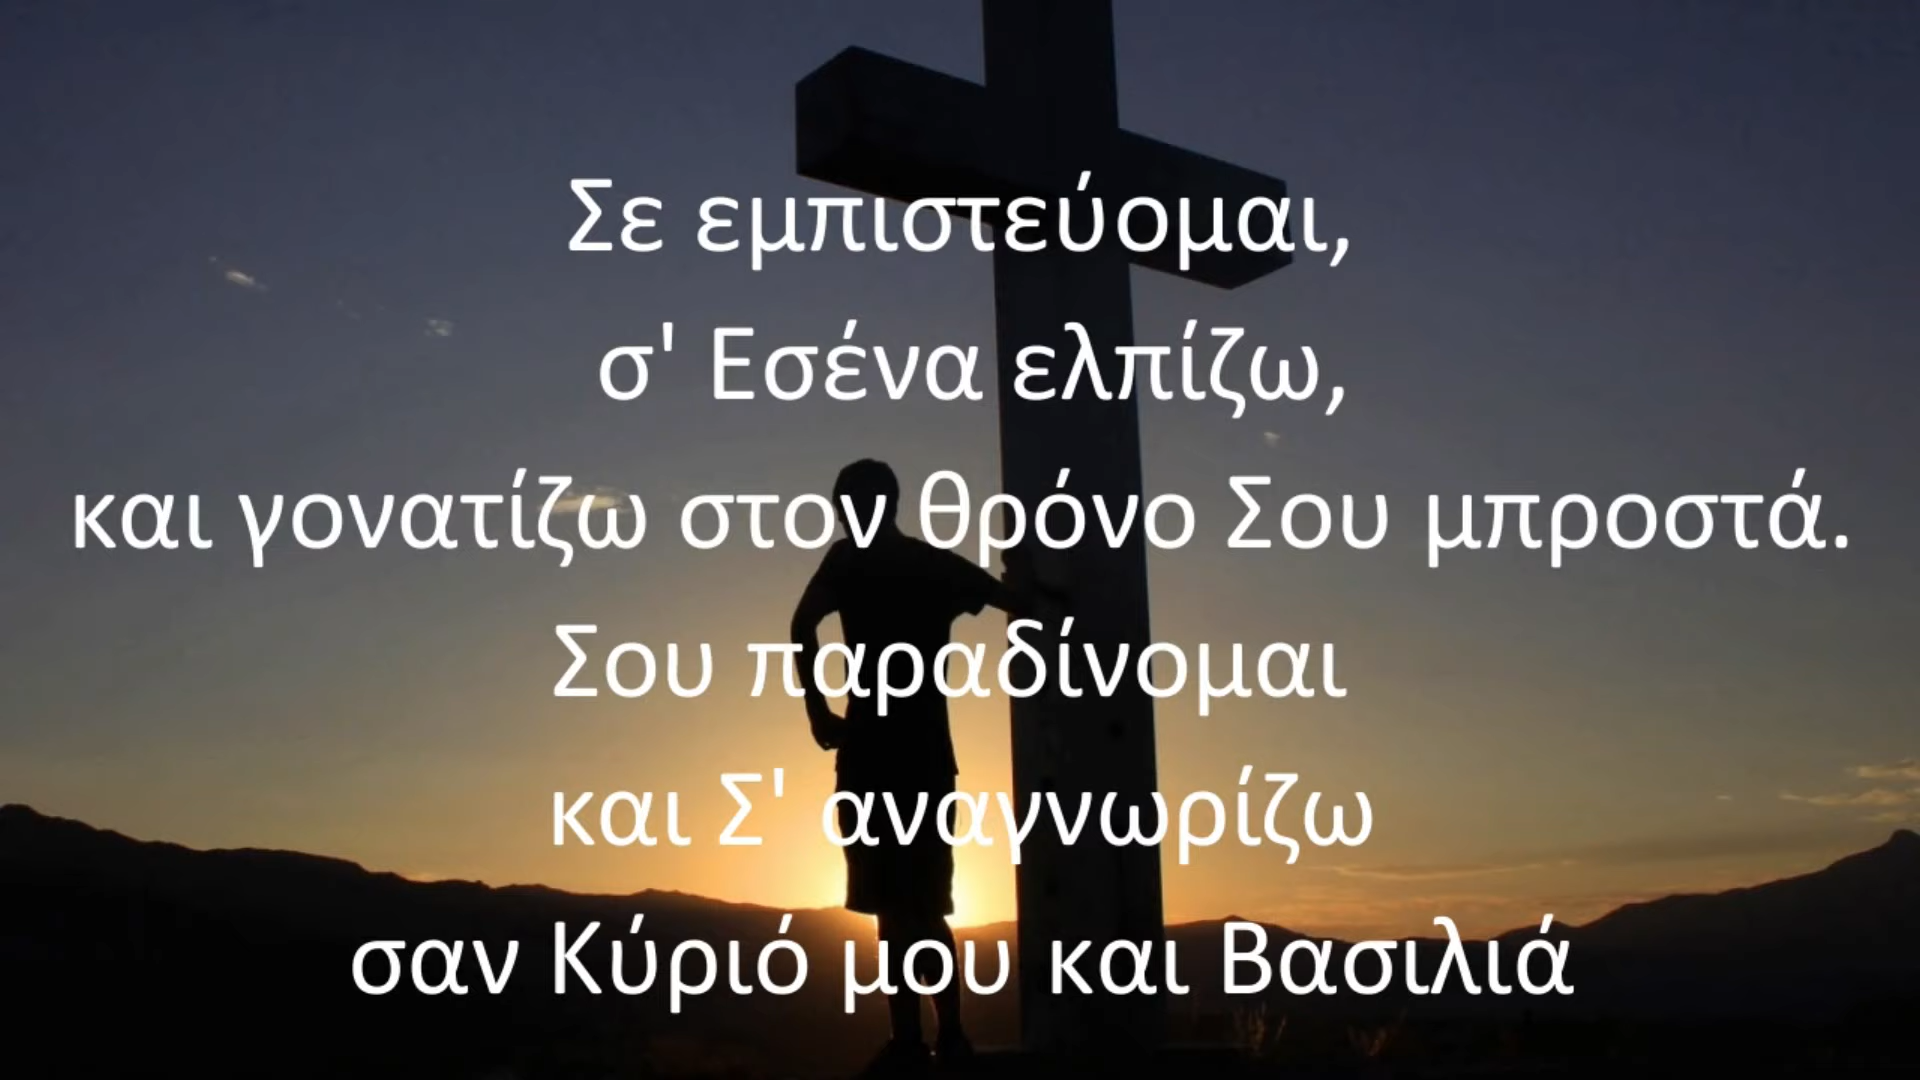 Σε εμπιστεύομαι,
σ' Εσένα ελπίζω,
και γονατίζω στον θρόνο Σου μπροστά.
Σου παραδίνομαι
και Σ' αναγνωρίζω
σαν Κύριό μου και Βασιλιά